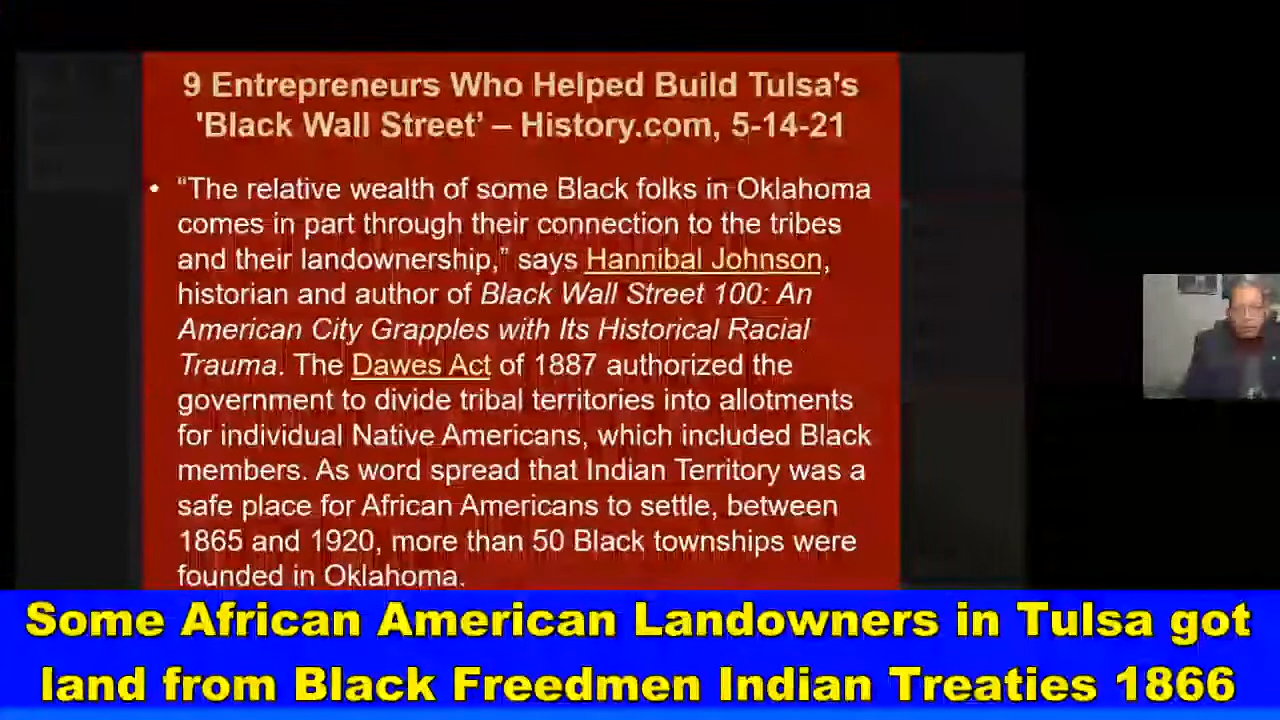 9 Entrepreneurs Who Helped Build Tulsa's
'Black Wall Street’ – History.com, 5-14-21
• “The relative wealth of some Black folks in Oklahoma
comes in part through their connection to the tribes
and their landownership,” says Hannibal Johnson,
historian and author of Black Wall Street 100: An
American City Grapples with Its Historical Racial
Trauma. The Dawes Act of 1887 authorized the
government to divide tribal territories into allotments
for individual Native Americans, which included Black
members. As word spread that Indian Territory was a
safe place for African Americans to settle, between
1865 and 1920, more than 50 Black townships were
founded in Oklahoma.
Some African American Landowners in Tulsa got
land from Black Freedmen Indian Treaties 1866